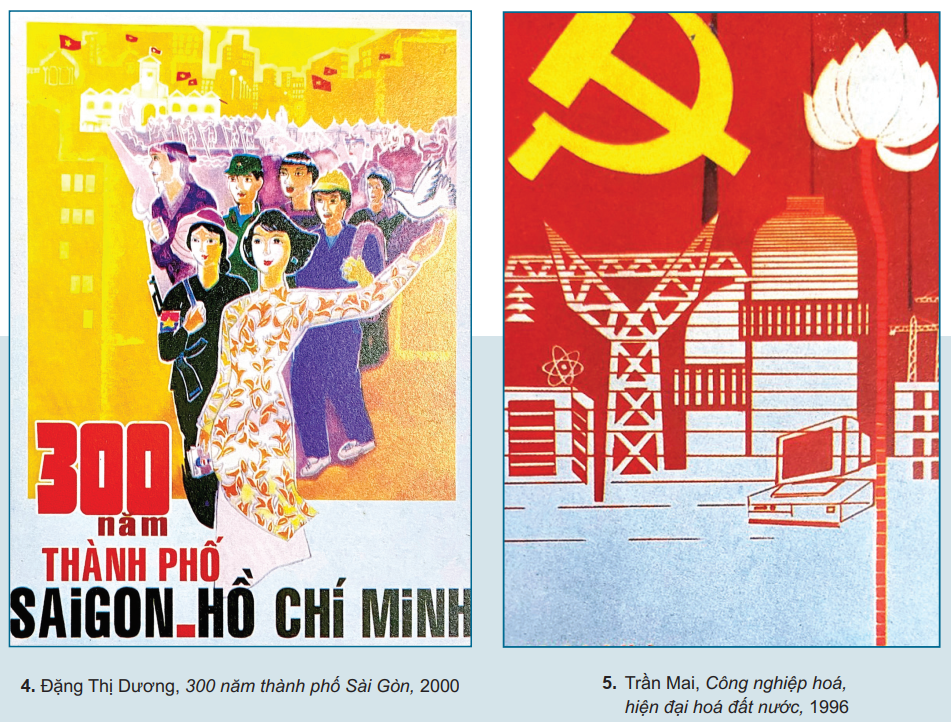 300
năm
THÀNH PHỐ
SAiGON_HỒ CHÍ MiNH
4. Đặng Thị Dương, 300 năm thành phố Sài Gòn, 2000
5. Trần Mai, Công nghiệp hoá,
hiện đại hoá đất nước, 1996